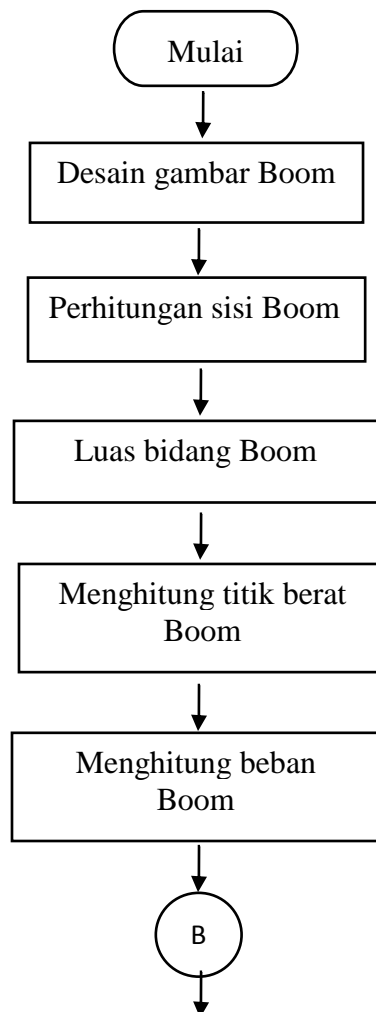 Mulai
Desain gambar Boom
Perhitungan sisi Boom
Luas bidang Boom
Menghitung titik berat
Boom
Menghitung beban
Boom
B